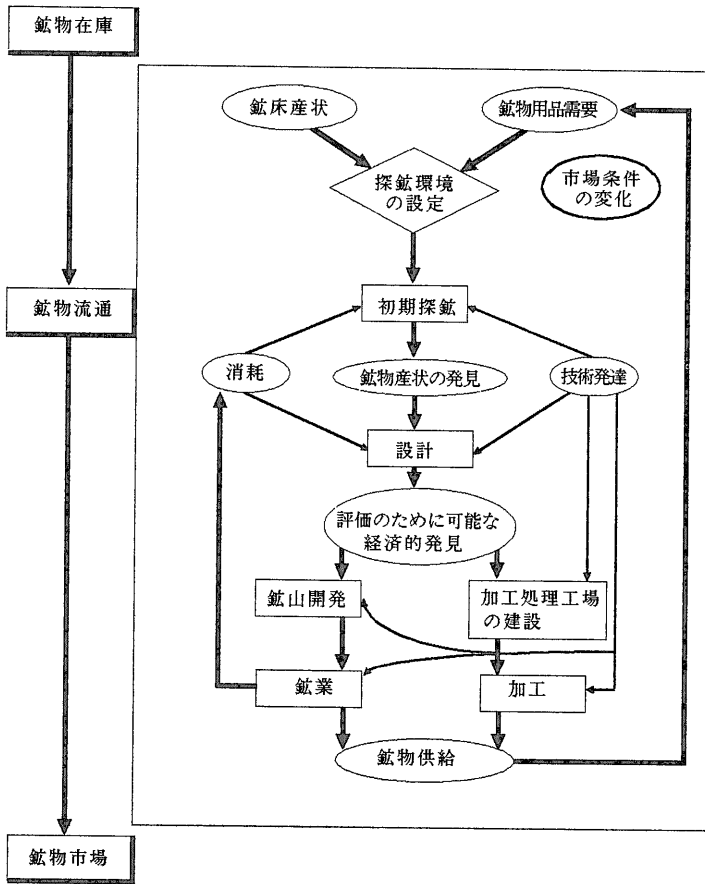 鉱物在庫
鉱床産状
鉱物用品需要
探鉱環境
の設定
市場条件
の変化
鉱物流通
初期探鉱
消耗
鉱物産状の発見
技術発達
設計
評価のために可能な
経済的発見
鉱山開発
加工処理工場
の建設
鉱業
加工
鉱物供給
鉱物市場